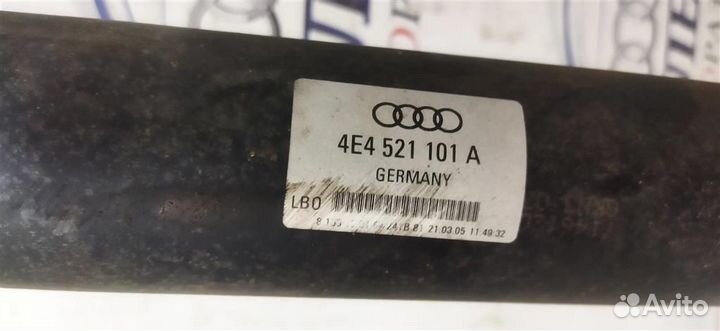 4E4 521 101 A
GERMANY
LBO
21.03.05 11:49:32
Avito